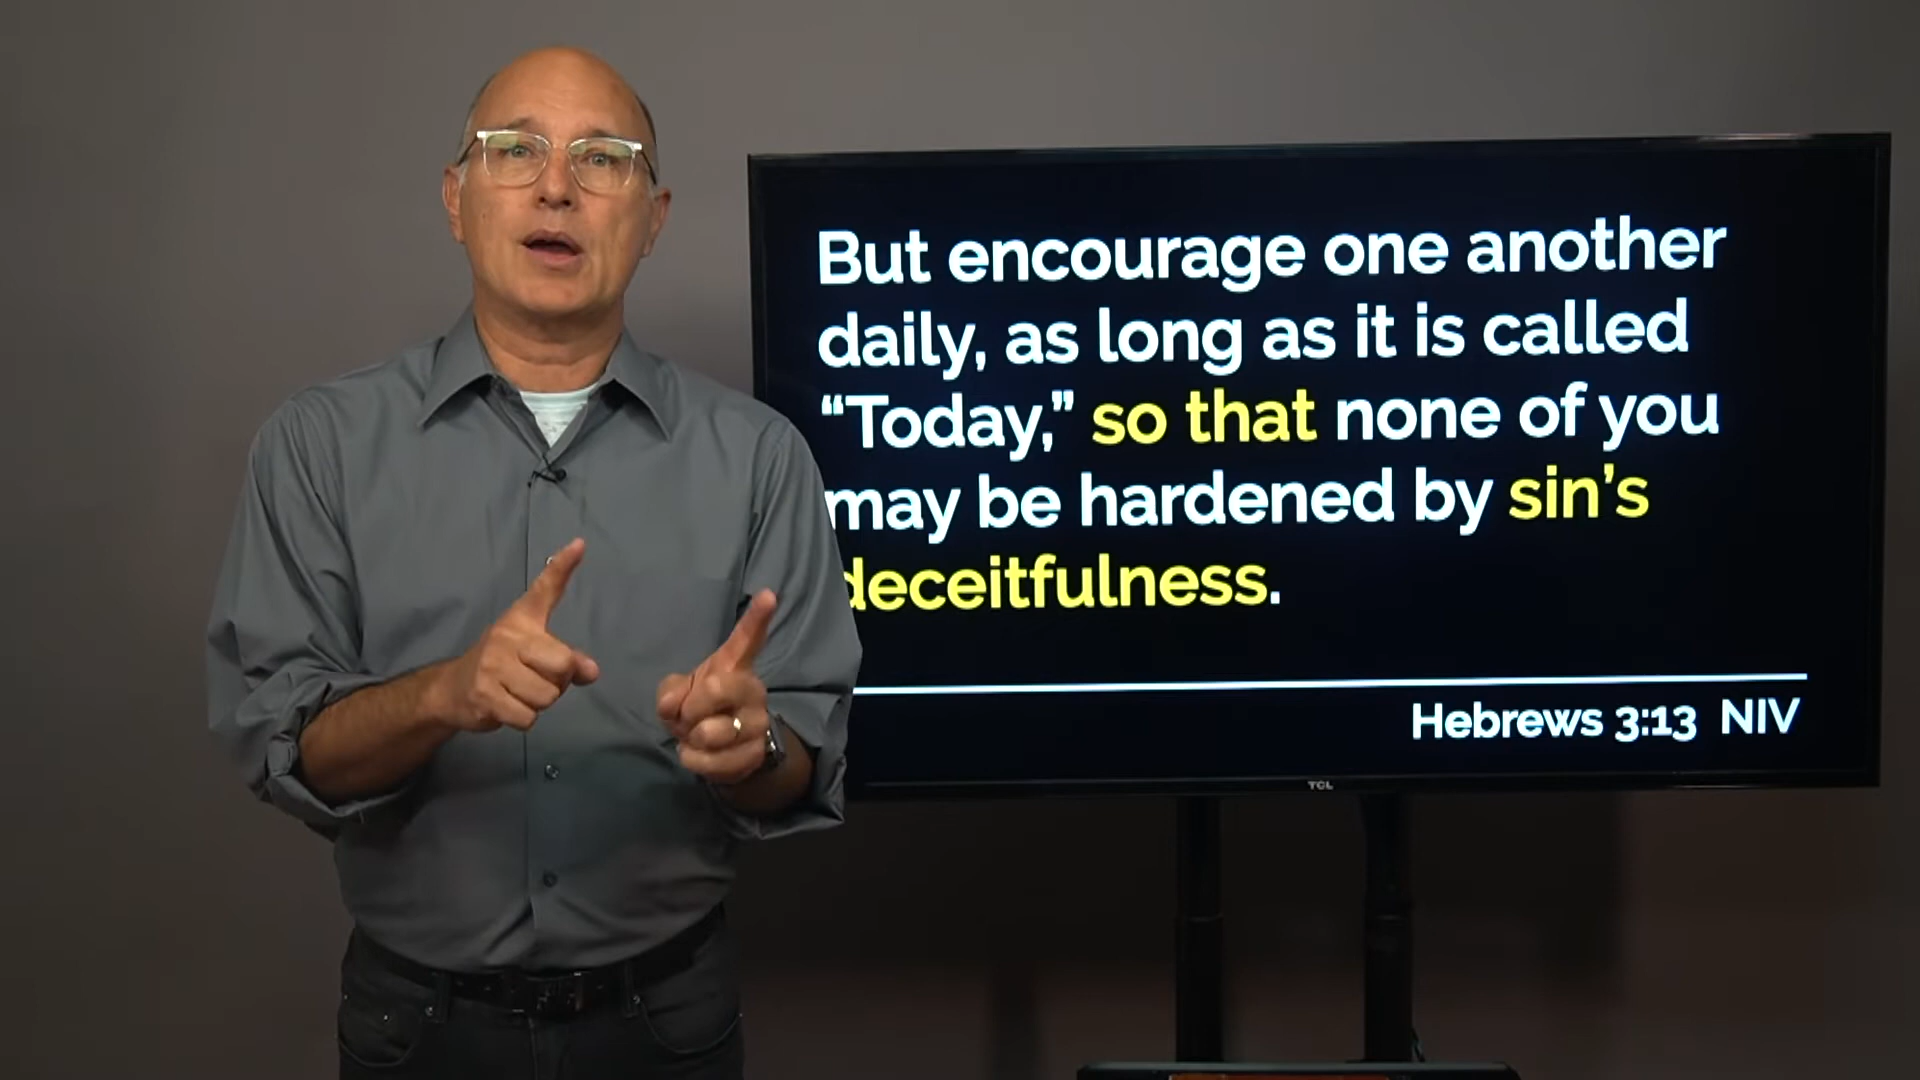 But encourage one another
daily, as long as it is called
“Today,” so that none of you
may be hardened by sin’s
deceitfulness.
Hebrews 3:13 NIV
TCL